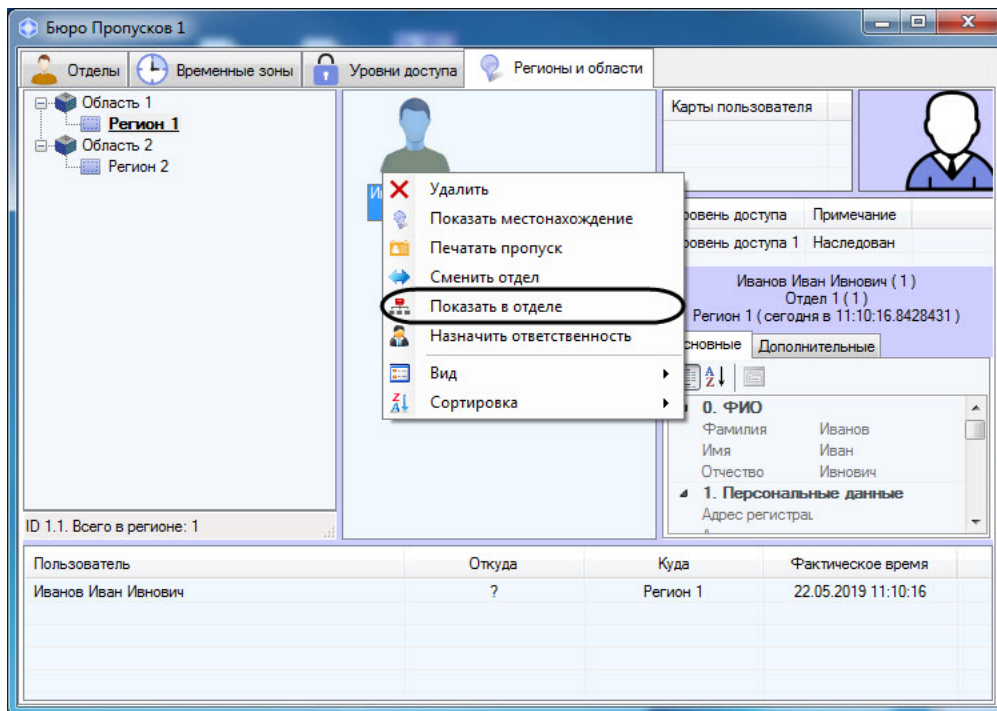 Бюро Пропусков 1
Отделы Временные зоны Уровни доступа Регионы и области
Область 1
Регион 1
Область 2
Регион 2
ID 1.1. Всего в регионе: 1
Удалить
Показать местонахождение
Печатать пропуск
Сменить отдел
Показать в отделе
Назначить ответственность
Вид
Сортировка
Карты пользователя
доступа Примечание
доступа 1 Наследован
Иванов Иван Ивнович ( 1 )
Отдел 1 ( 1 )
Регион 1 ( сегодня в 11:10:16.8428431 )
Дополнительные
0. ФИО
Фамилия Иванов
Имя Иван
Отчество Ивнович
1. Персональные данные
Адрес регистрац
Пользователь Откуда Куда Фактическое время
Иванов Иван Ивнович ? Регион 1 22.05.2019 11:10:16